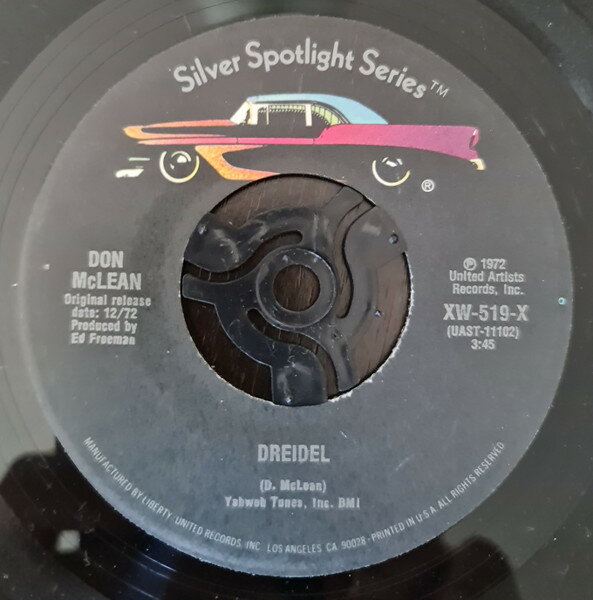 Silver Spotlight Series™
®
DON
McLEAN
Original release
date: 12/72
Produced by
Ed Freeman
℗ 1972
United Artists
Records, Inc.
XW-519-X
(UAST-11102)
3:45
DREIDEL
(D. McLean)
Yahweh Tunes, Inc. BMI
MANUFACTURED BY LIBERTY · UNITED RECORDS, INC. LOS ANGELES, CA 90028 · PRINTED IN U.S.A. ALL RIGHTS RESERVED